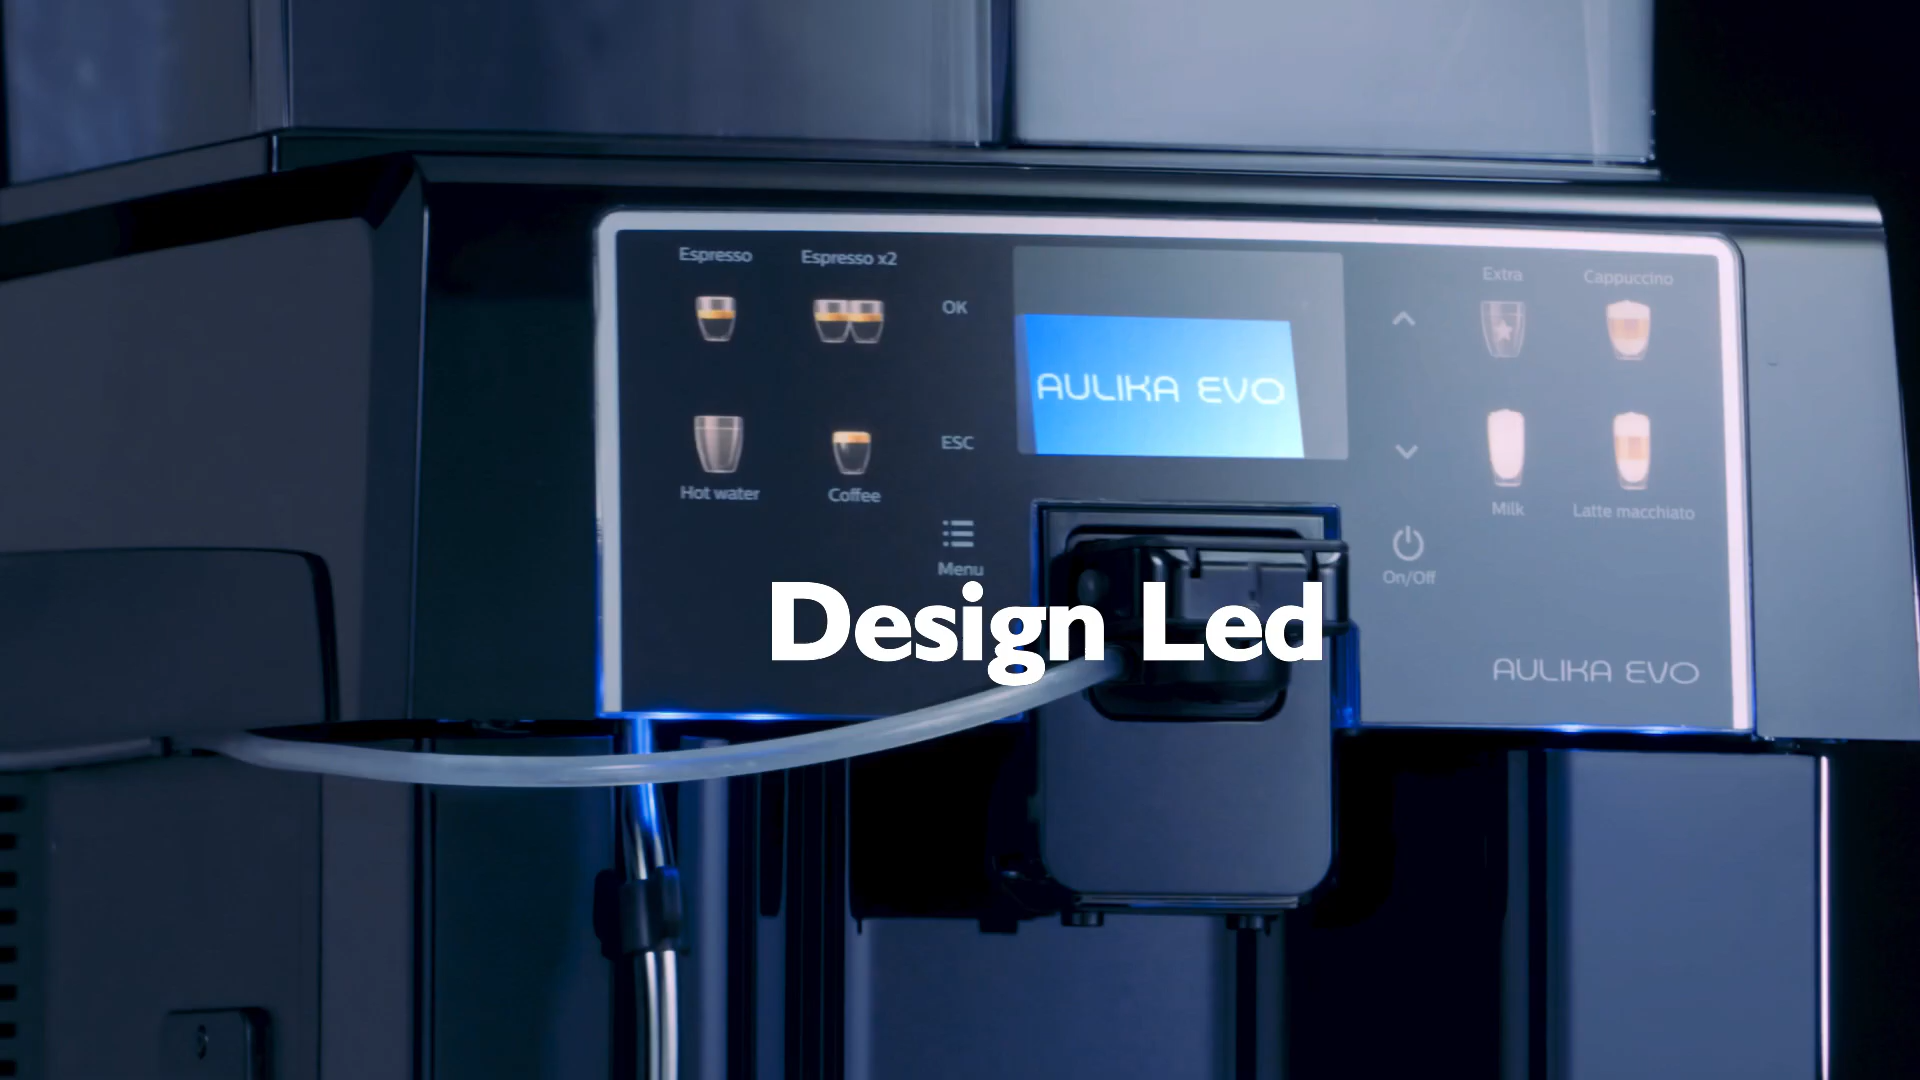 Espresso
Espresso x2
OK
Extra
Cappuccino
AULIKA EVO
ESC
Hot water
Coffee
Milk
Latte macchiato
Menu
On/Off
Design Led
AULIKA EVO